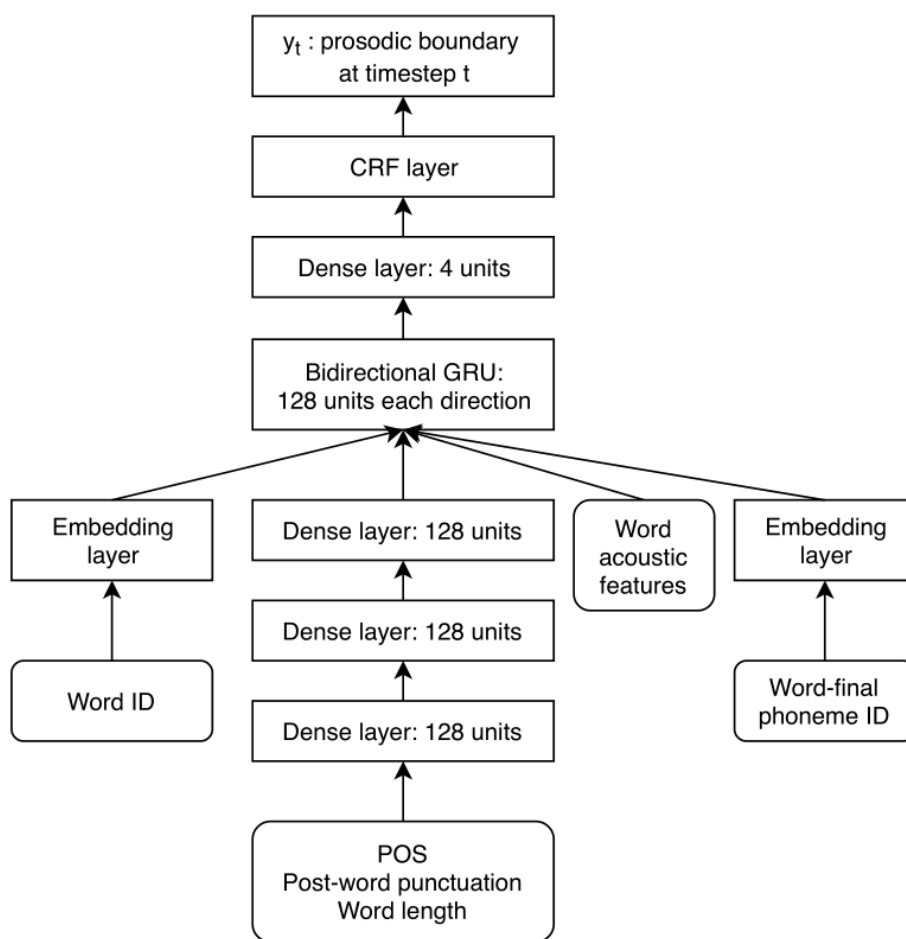 y_t : prosodic boundary
at timestep t
CRF layer
Dense layer: 4 units
Bidirectional GRU:
128 units each direction
Embedding
layer
Dense layer: 128 units
Word
acoustic
features
Embedding
layer
Dense layer: 128 units
Word ID
Word-final
phoneme ID
Dense layer: 128 units
POS
Post-word punctuation
Word length